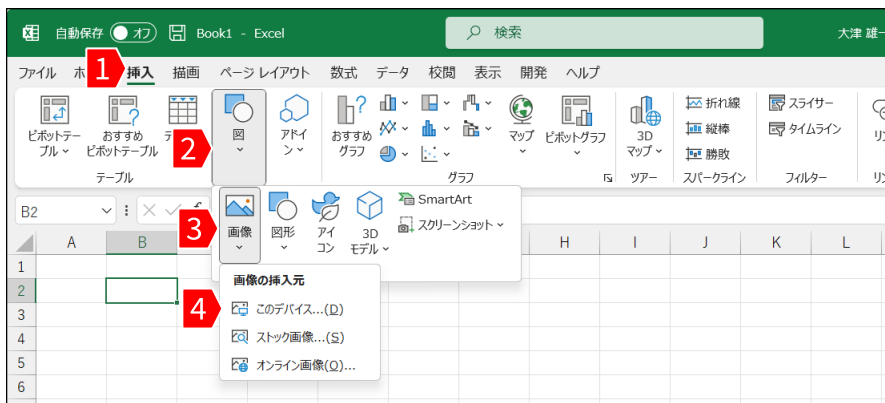 自動保存 オフ Book1 - Excel 検索 大津 雄一
ファイル ホ 1 挿入 描画 ページ レイアウト 数式 データ 校閲 表示 開発 ヘルプ
ピボットテーブル おすすめピボットテーブル テ
2 図 アドイン
おすすめグラフ マップ ピボットグラフ
3Dマップ
折れ線
縦棒
勝敗
スライサー
タイムライン
リ
テーブル グラフ ツアー スパークライン フィルター リン
B2
3 画像 図形 アイコン 3Dモデル
SmartArt
スクリーンショット
A B H I J K L
画像の挿入元
4 このデバイス...(D)
ストック画像...(S)
オンライン画像(O)...
1
2
3
4
5
6